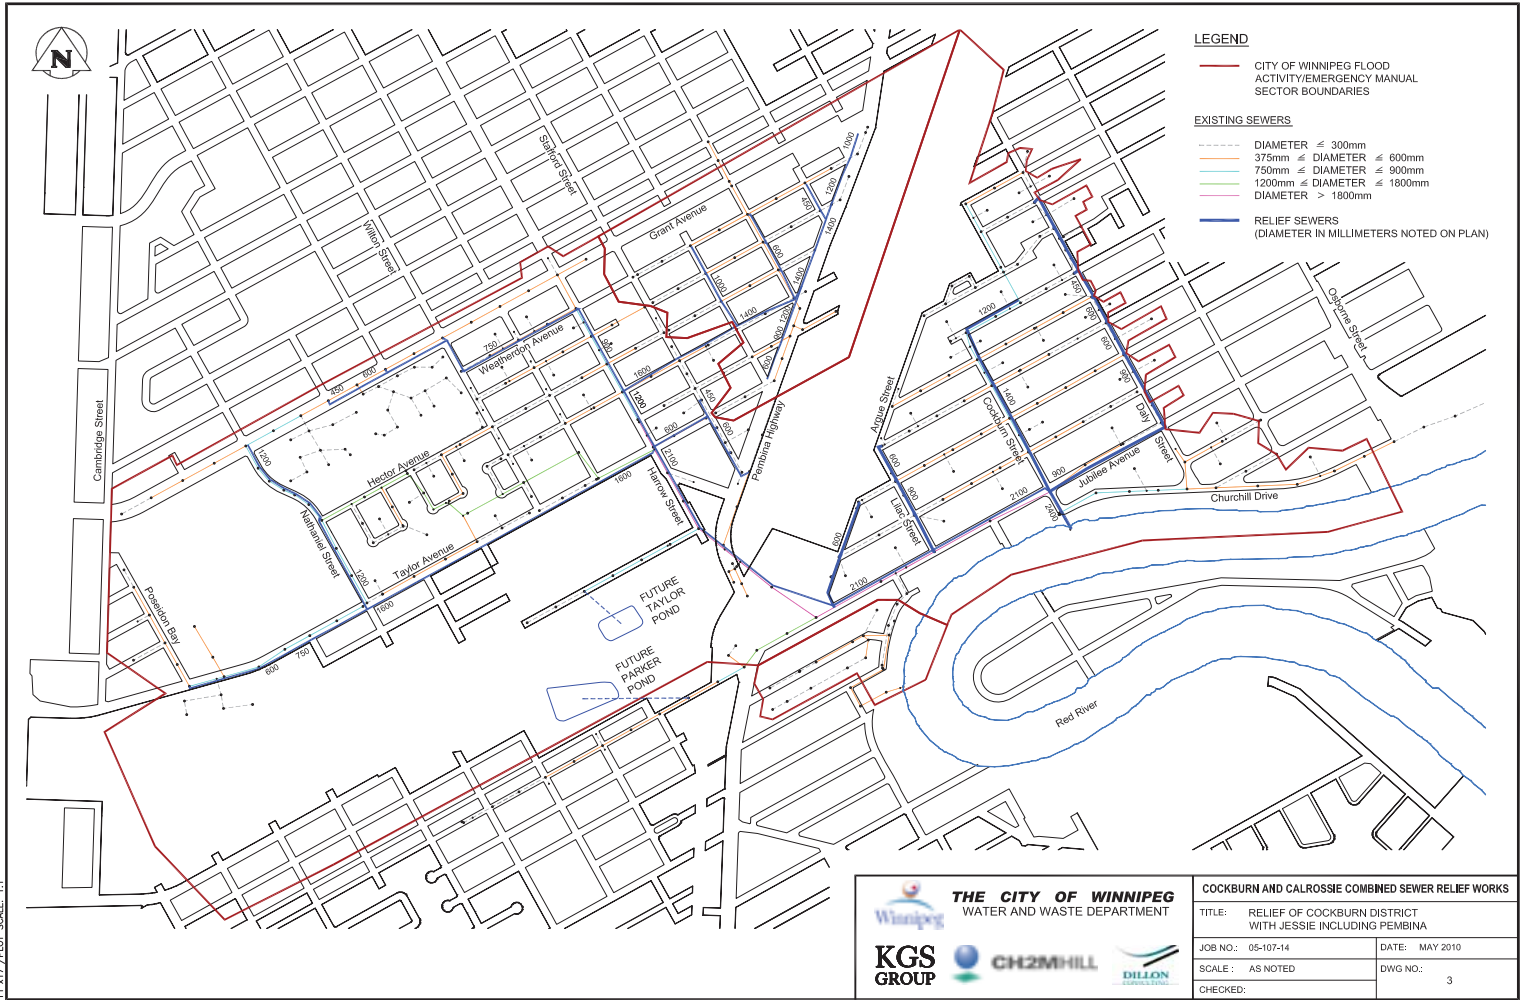 N
LEGEND
CITY OF WINNIPEG FLOOD
ACTIVITY/EMERGENCY MANUAL
SECTOR BOUNDARIES
EXISTING SEWERS
DIAMETER ≤ 300mm
375mm ≤ DIAMETER ≤ 600mm
750mm ≤ DIAMETER ≤ 900mm
1200mm ≤ DIAMETER ≤ 1800mm
DIAMETER > 1800mm
RELIEF SEWERS
(DIAMETER IN MILLIMETERS NOTED ON PLAN)
Stafford Street
Wilton Street
Grant Avenue
1000
1200
450
1400
600
1400
1000
1400
1200
900
600
Weatherdon Avenue
750
900
600
450
1600
1200
450
600
600
2100
Cambridge Street
1200
Hector Avenue
Nathaniel Street
1200
Taylor Avenue
1600
1600
Harrow Street
Pembina Highway
Poseidon Bay
600
750
FUTURE
TAYLOR
POND
FUTURE
PARKER
POND
Argue Street
1200
450
600
600
900
1400
Cockburn Street
Daly
Street
900
Jubilee Avenue
600
900
Lilac Street
2100
2400
600
2100
Churchill Drive
Osborne Street
Red River
Winnipeg
THE CITY OF WINNIPEG
WATER AND WASTE DEPARTMENT
KGS
GROUP
CH2MHILL
DILLON
CONSULTING
COCKBURN AND CALROSSIE COMBINED SEWER RELIEF WORKS
TITLE: RELIEF OF COCKBURN DISTRICT
WITH JESSIE INCLUDING PEMBINA
JOB NO.: 05-107-14
DATE: MAY 2010
SCALE : AS NOTED
DWG NO.:
3
CHECKED: